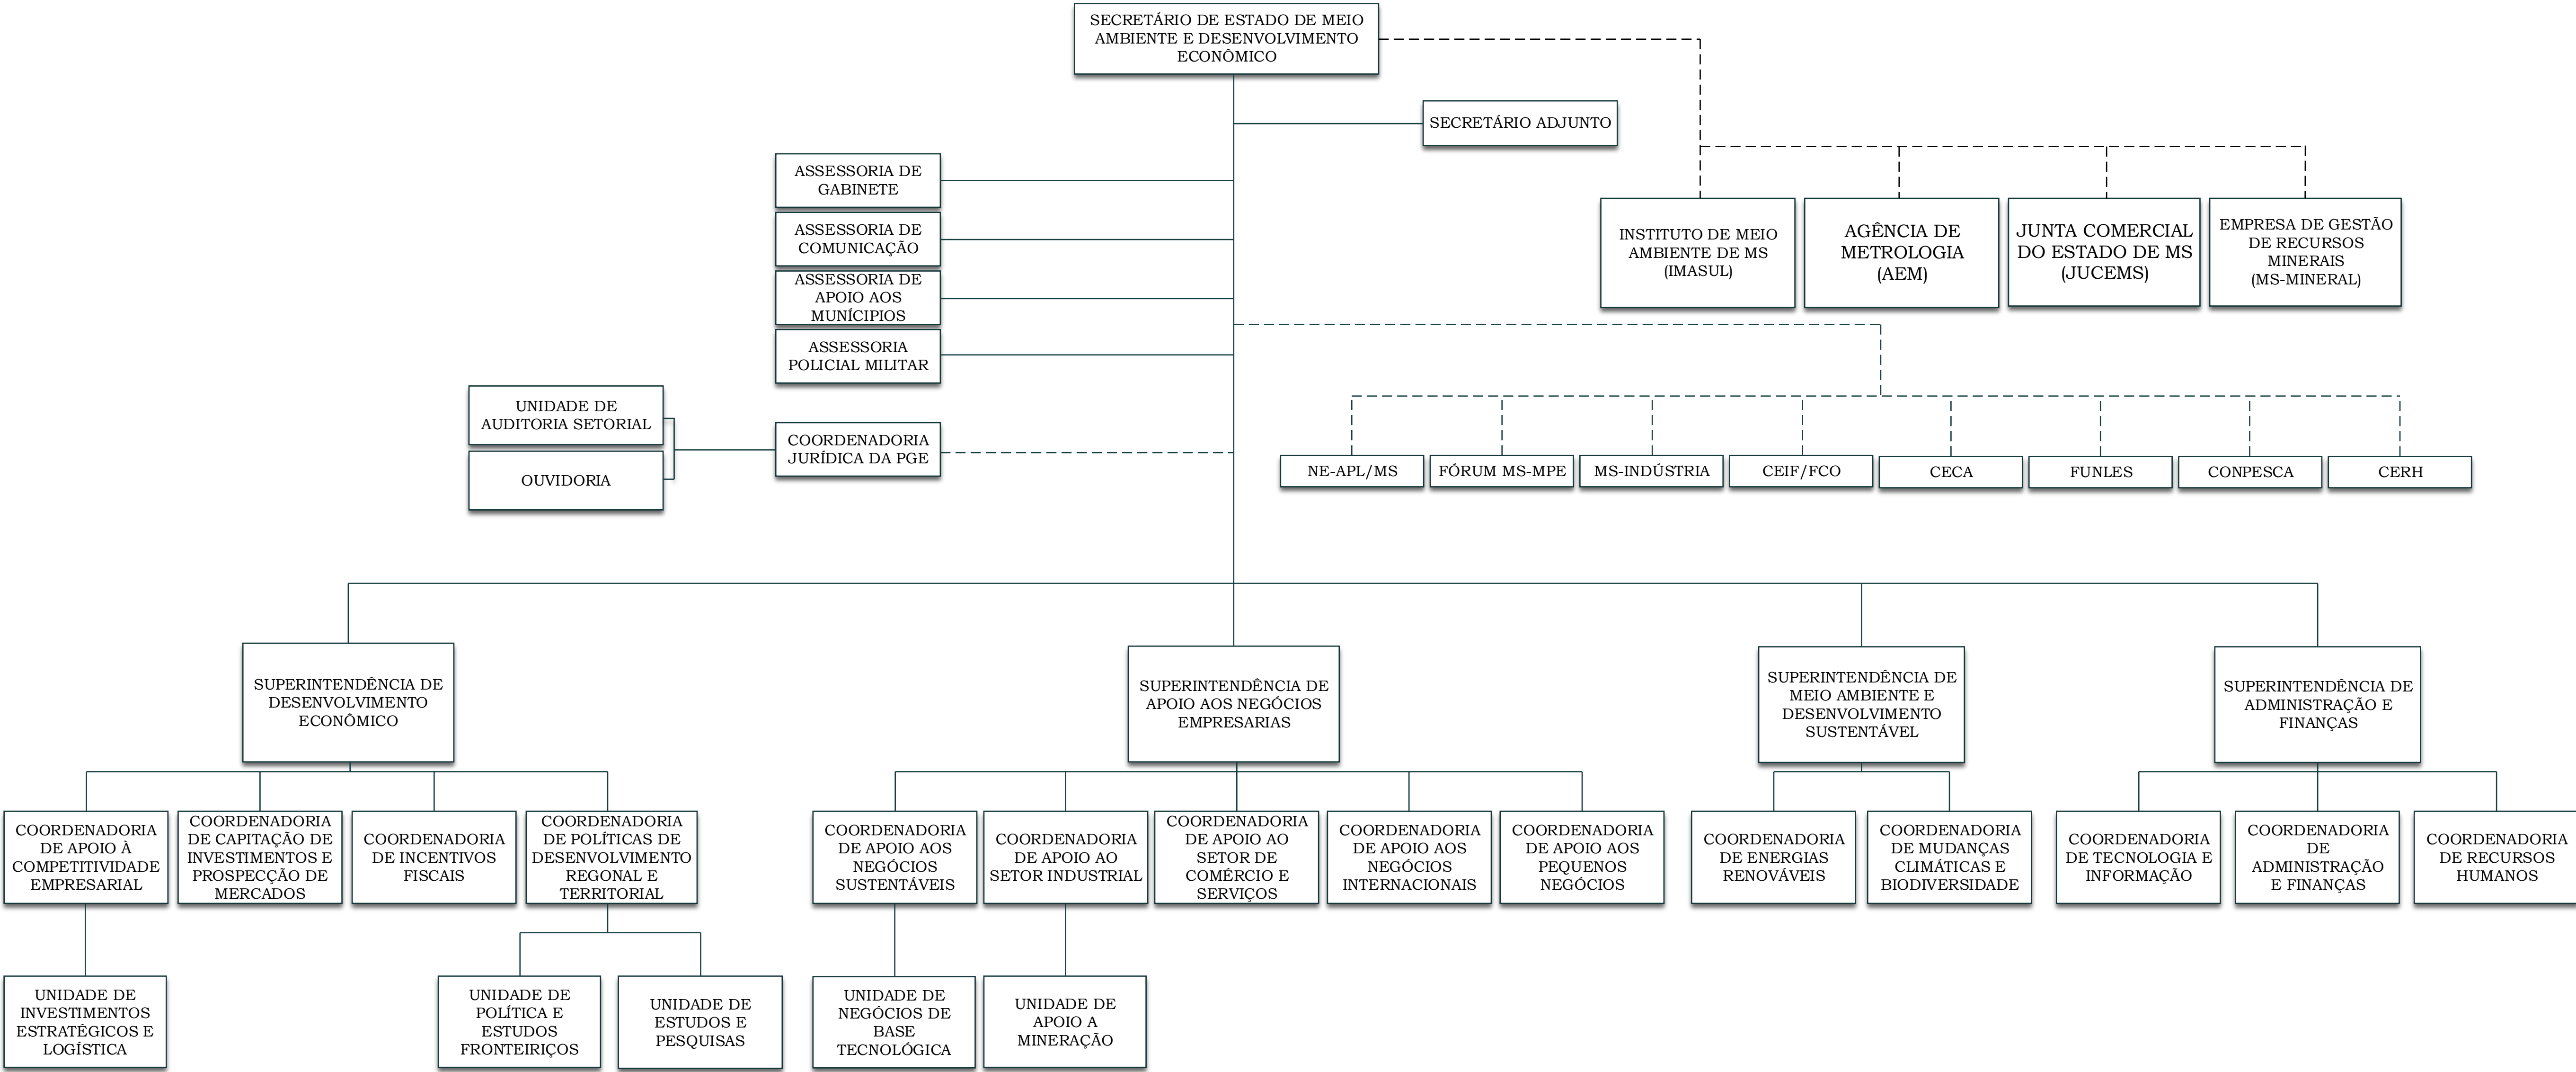 SECRETÁRIO DE ESTADO DE MEIO
AMBIENTE E DESENVOLVIMENTO
ECONÔMICO
SECRETÁRIO ADJUNTO
ASSESSORIA DE
GABINETE
ASSESSORIA DE
COMUNICAÇÃO
ASSESSORIA DE
APOIO AOS
MUNÍCIPIOS
ASSESSORIA
POLICIAL MILITAR
INSTITUTO DE MEIO
AMBIENTE DE MS
(IMASUL)
AGÊNCIA DE
METROLOGIA
(AEM)
JUNTA COMERCIAL
DO ESTADO DE MS
(JUCEMS)
EMPRESA DE GESTÃO
DE RECURSOS
MINERAIS
(MS-MINERAL)
UNIDADE DE
AUDITORIA SETORIAL
OUVIDORIA
COORDENADORIA
JURÍDICA DA PGE
NE-APL/MS
FÓRUM MS-MPE
MS-INDÚSTRIA
CEIF/FCO
CECA
FUNLES
CONPESCA
CERH
SUPERINTENDÊNCIA DE
DESENVOLVIMENTO
ECONÔMICO
SUPERINTENDÊNCIA DE
APOIO AOS NEGÓCIOS
EMPRESARIAS
SUPERINTENDÊNCIA DE
MEIO AMBIENTE E
DESENVOLVIMENTO
SUSTENTÁVEL
SUPERINTENDÊNCIA DE
ADMINISTRAÇÃO E
FINANÇAS
COORDENADORIA
DE APOIO À
COMPETITIVIDADE
EMPRESARIAL
COORDENADORIA
DE CAPITAÇÃO DE
INVESTIMENTOS E
PROSPECÇÃO DE
MERCADOS
COORDENADORIA
DE INCENTIVOS
FISCAIS
COORDENADORIA
DE POLÍTICAS DE
DESENVOLVIMENTO
REGONAL E
TERRITORIAL
COORDENADORIA
DE APOIO AOS
NEGÓCIOS
SUSTENTÁVEIS
COORDENADORIA
DE APOIO AO
SETOR INDUSTRIAL
COORDENADORIA
DE APOIO AO
SETOR DE
COMÉRCIO E
SERVIÇOS
COORDENADORIA
DE APOIO AOS
NEGÓCIOS
INTERNACIONAIS
COORDENADORIA
DE APOIO AOS
PEQUENOS
NEGÓCIOS
COORDENADORIA
DE ENERGIAS
RENOVÁVEIS
COORDENADORIA
DE MUDANÇAS
CLIMÁTICAS E
BIODIVERSIDADE
COORDENADORIA
DE TECNOLOGIA E
INFORMAÇÃO
COORDENADORIA
DE
ADMINISTRAÇÃO
E FINANÇAS
COORDENADORIA
DE RECURSOS
HUMANOS
UNIDADE DE
INVESTIMENTOS
ESTRATÉGICOS E
LOGÍSTICA
UNIDADE DE
POLÍTICA E
ESTUDOS
FRONTEIRIÇOS
UNIDADE DE
ESTUDOS E
PESQUISAS
UNIDADE DE
NEGÓCIOS DE
BASE
TECNOLÓGICA
UNIDADE DE
APOIO A
MINERAÇÃO